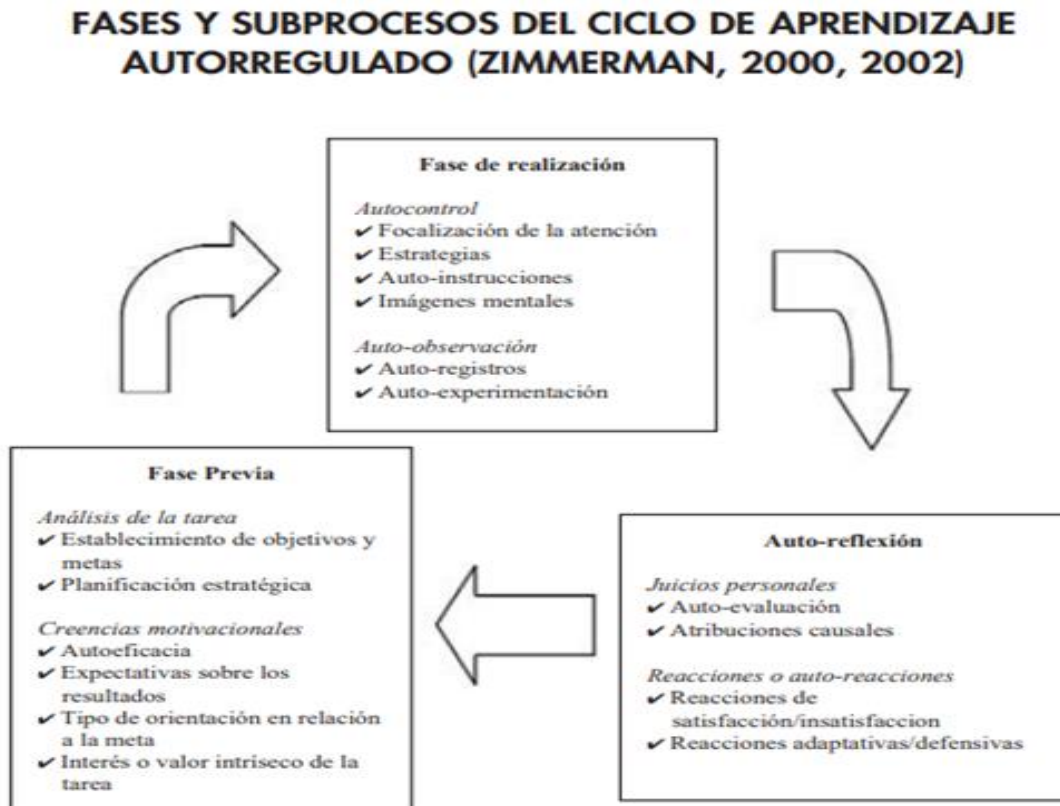 FASES Y SUBPROCESOS DEL CICLO DE APRENDIZAJE
AUTORREGULADO (ZIMMERMAN, 2000, 2002)
Fase de realización
Autocontrol
✔ Focalización de la atención
✔ Estrategias
✔ Auto-instrucciones
✔ Imágenes mentales
Auto-observación
✔ Auto-registros
✔ Auto-experimentación
Fase Previa
Análisis de la tarea
✔ Establecimiento de objetivos y
metas
✔ Planificación estratégica
Creencias motivacionales
✔ Autoeficacia
✔ Expectativas sobre los
resultados
✔ Tipo de orientación en relación
a la meta
✔ Interés o valor intríseco de la
tarea
Auto-reflexión
Juicios personales
✔ Auto-evaluación
✔ Atribuciones causales
Reacciones o auto-reacciones
✔ Reacciones de
satisfacción/insatisfaccion
✔ Reacciones adaptativas/defensivas